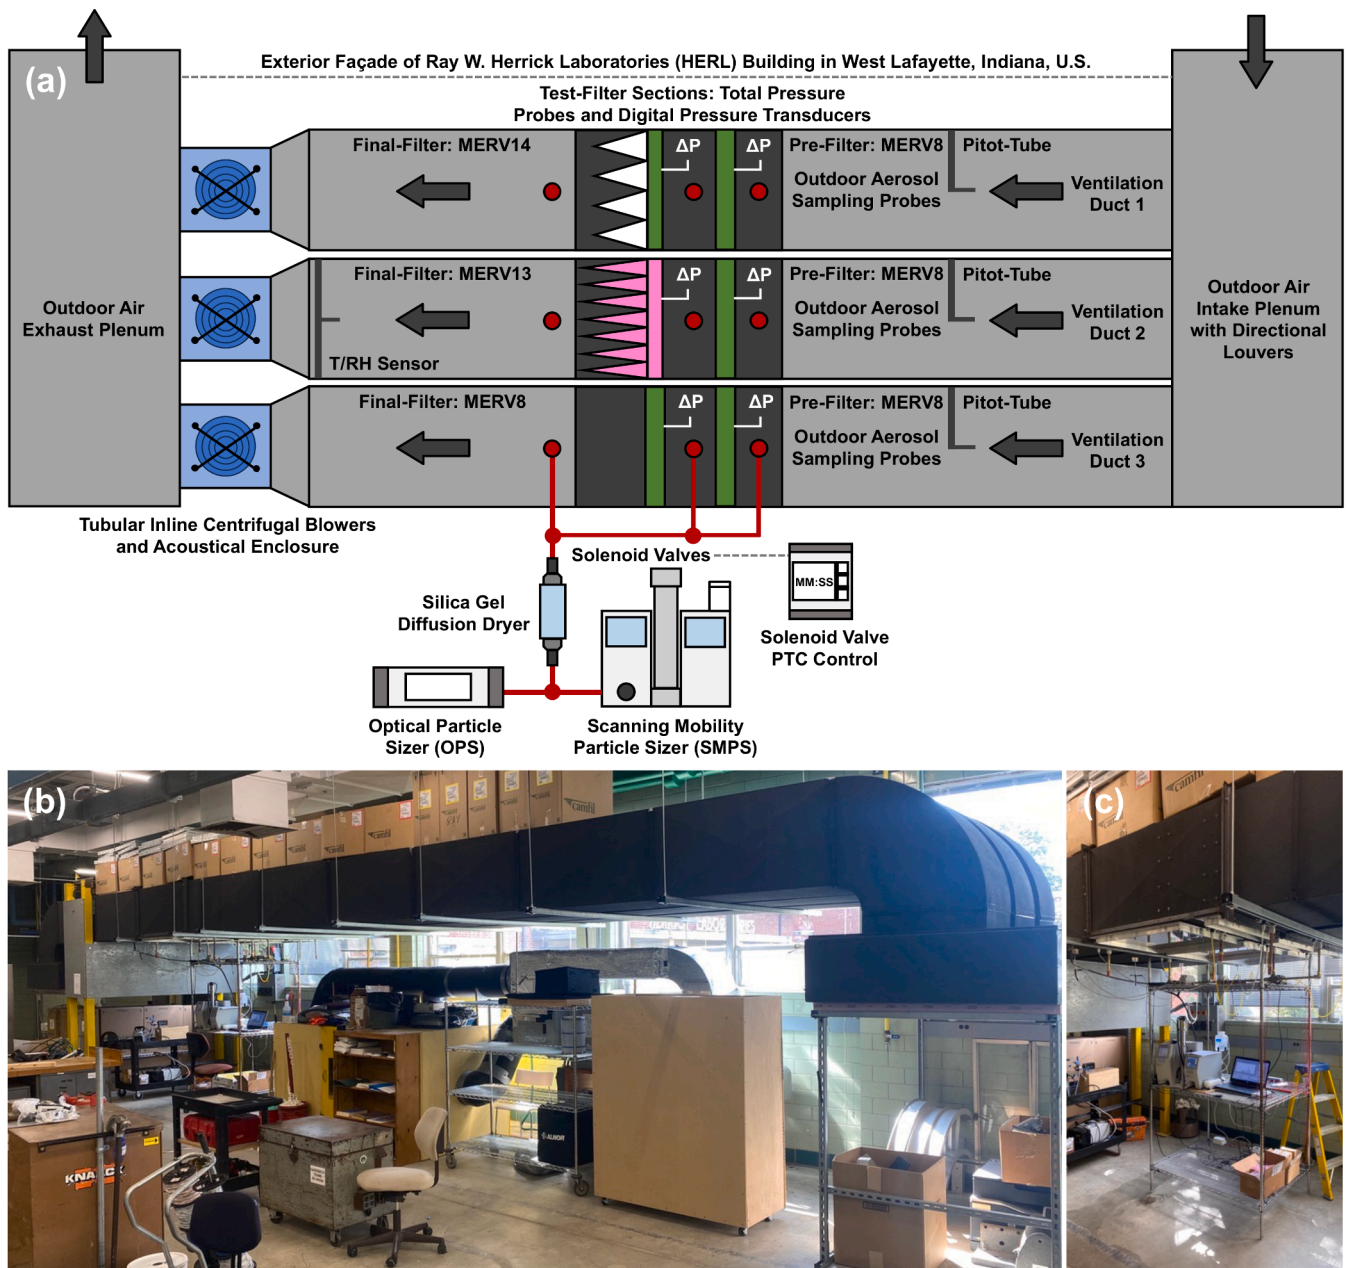 (a)
Exterior Façade of Ray W. Herrick Laboratories (HERL) Building in West Lafayette, Indiana, U.S.
Test-Filter Sections: Total Pressure
Probes and Digital Pressure Transducers
Final-Filter: MERV14
ΔP
ΔP
Pre-Filter: MERV8
Pitot-Tube
Outdoor Aerosol
Sampling Probes
Ventilation
Duct 1
Final-Filter: MERV13
ΔP
ΔP
Pre-Filter: MERV8
Pitot-Tube
Outdoor Aerosol
Sampling Probes
Ventilation
Duct 2
T/RH Sensor
Outdoor Air
Exhaust Plenum
Outdoor Air
Intake Plenum
with Directional
Louvers
Final-Filter: MERV8
ΔP
ΔP
Pre-Filter: MERV8
Pitot-Tube
Outdoor Aerosol
Sampling Probes
Ventilation
Duct 3
Tubular Inline Centrifugal Blowers
and Acoustical Enclosure
Solenoid Valves
MM:SS
Silica Gel
Diffusion Dryer
Solenoid Valve
PTC Control
Optical Particle
Sizer (OPS)
Scanning Mobility
Particle Sizer (SMPS)
(b)
camfil
KNAACK
ALNOR
(c)
camfil